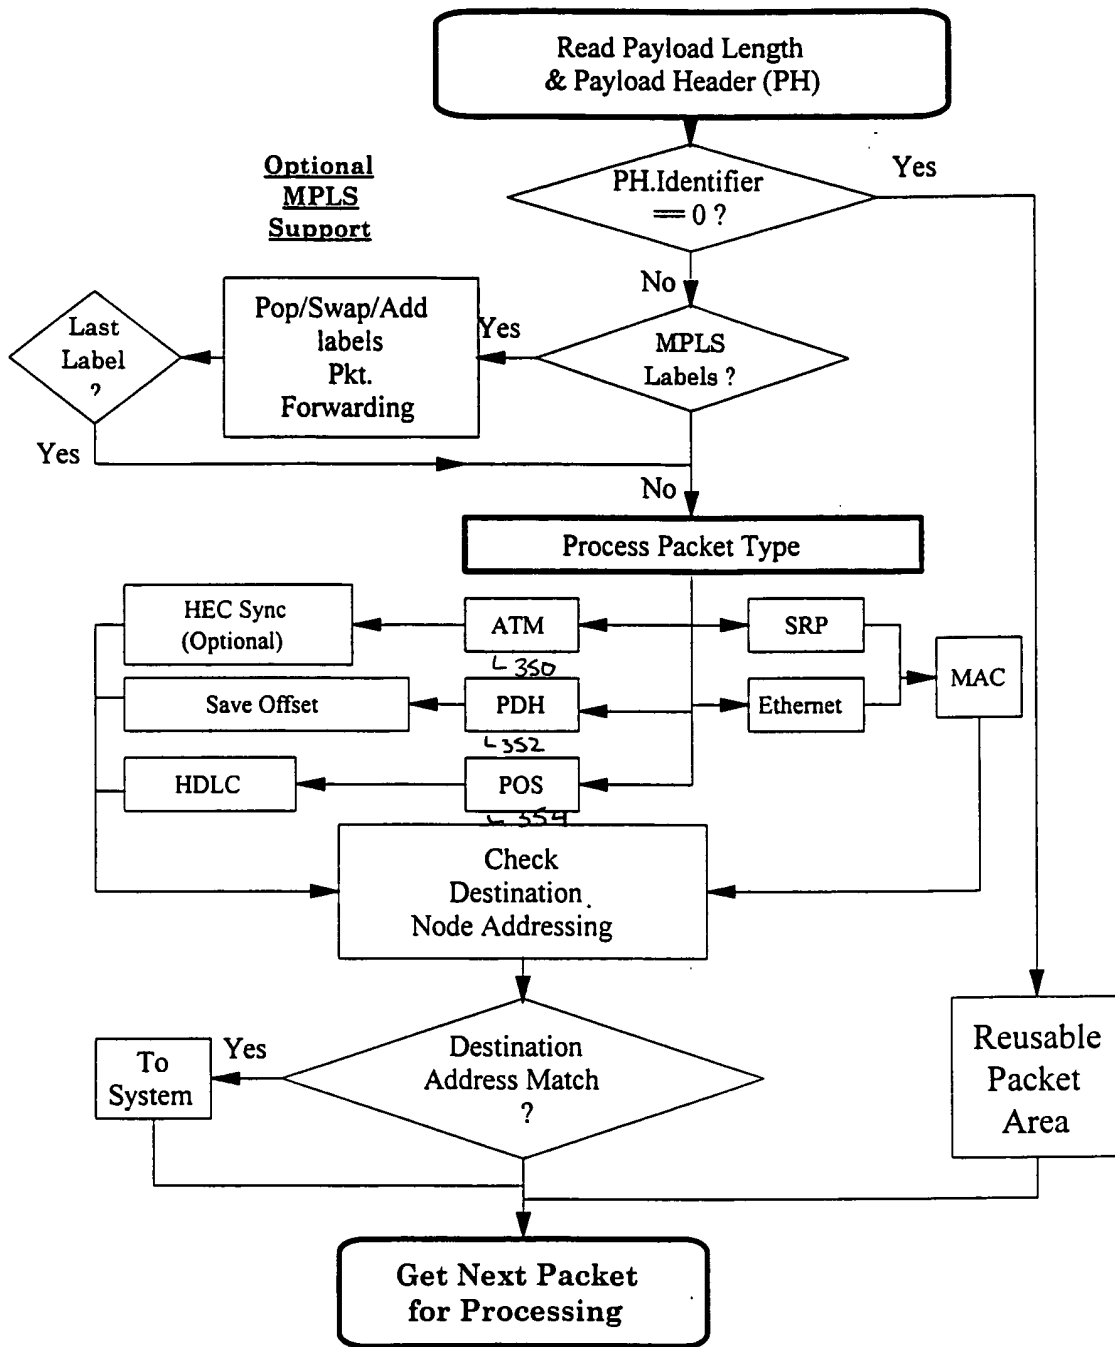 Read Payload Length
& Payload Header (PH)
Optional
MPLS
Support
PH.Identifier
== 0 ?
Yes
No
Last
Label
?
Pop/Swap/Add
labels
Pkt.
Forwarding
Yes
MPLS
Labels ?
Yes
No
Process Packet Type
HEC Sync
(Optional)
ATM
SRP
350
MAC
Save Offset
PDH
Ethernet
352
HDLC
POS
354
Check
Destination
Node Addressing
To
System
Yes
Destination
Address Match
?
Reusable
Packet
Area
Get Next Packet
for Processing